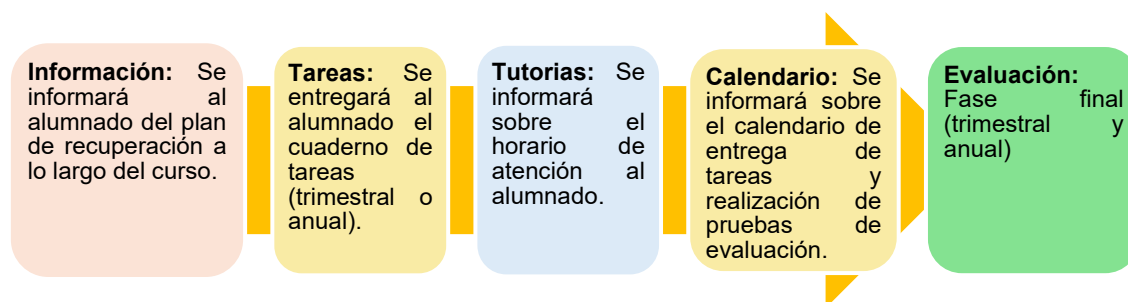 Información: Se
informará al
alumnado del plan
de recuperación a
lo largo del curso.
Tareas: Se
entregará al
alumnado el
cuaderno de
tareas
(trimestral o
anual).
Tutorias: Se
informará
sobre el
horario de
atención al
alumnado.
Calendario: Se
informará sobre
el calendario de
entrega de
tareas y
realización de
pruebas de
evaluación.
Evaluación:
Fase final
(trimestral y
anual)